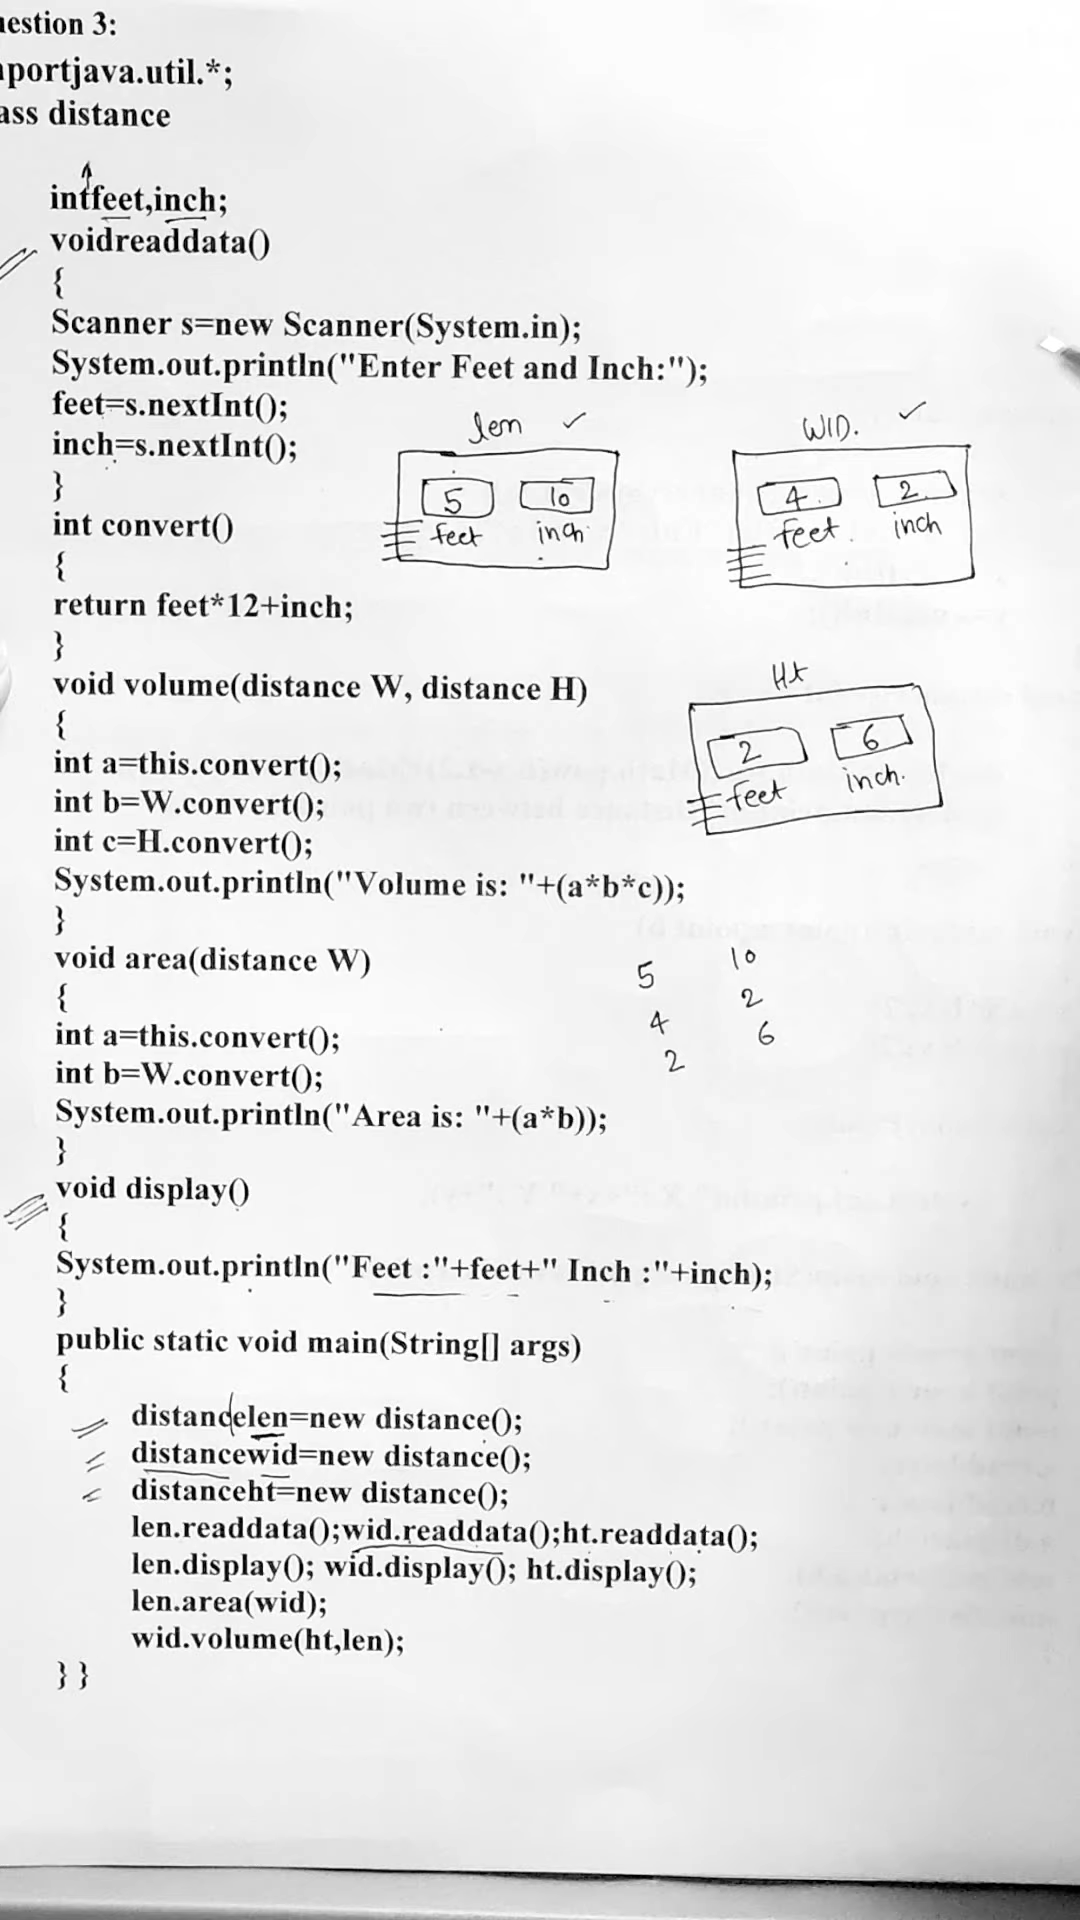 estion 3:
portjava.util.*;
ass distance
intfeet,inch;
voidreaddata()
{
Scanner s=new Scanner(System.in);
System.out.println("Enter Feet and Inch:");
feet=s.nextInt();
inch=s.nextInt();
}
int convert()
{
return feet*12+inch;
}
len
5 10
feet inch
WID.
4. 2.
feet. inch
void volume(distance W, distance H)
{
int a=this.convert();
int b=W.convert();
int c=H.convert();
System.out.println("Volume is: "+(a*b*c));
}
Ht
2 6
feet inch.
void area(distance W)
{
int a=this.convert();
int b=W.convert();
System.out.println("Area is: "+(a*b));
}
5 10
4 2
2 6
void display()
{
System.out.println("Feet :"+feet+" Inch :"+inch);
}
public static void main(String[] args)
{
distancelen=new distance();
distancewid=new distance();
distanceht=new distance();
len.readdata();wid.readdata();ht.readdata();
len.display(); wid.display(); ht.display();
len.area(wid);
wid.volume(ht,len);
} }